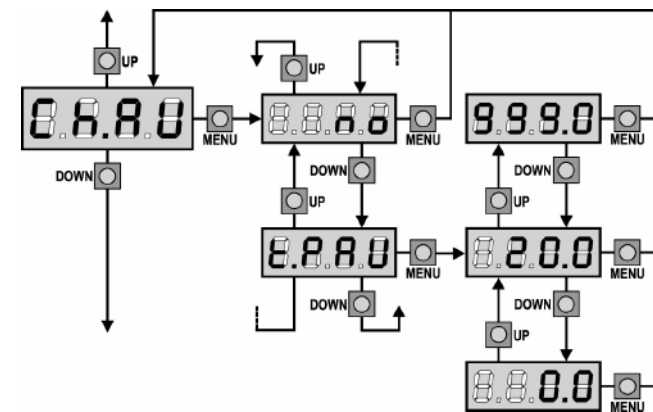 UP
UP
Ch.AU MENU no MENU 999.0 MENU
DOWN DOWN DOWN
UP UP
t.PAU MENU 20.0 MENU
DOWN DOWN
UP
0.0 MENU